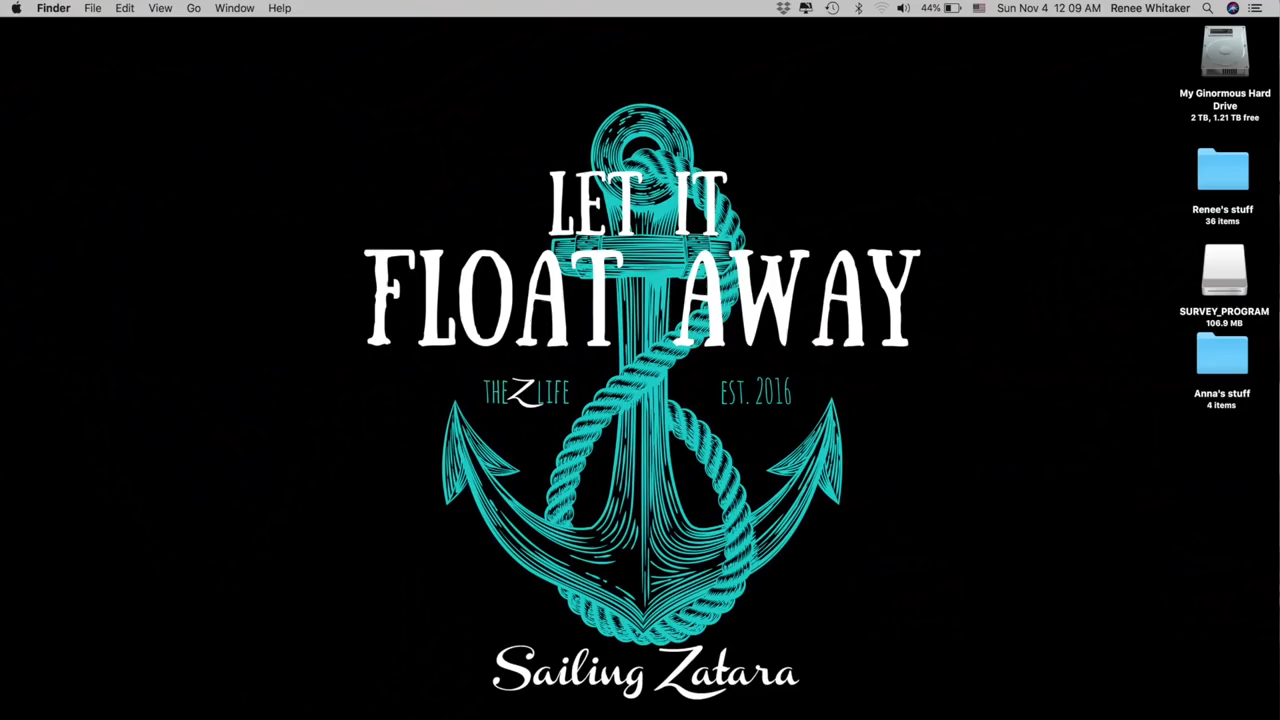 Finder File Edit View Go Window Help 44% Sun Nov 4 12 09 AM Renee Whitaker
My Ginormous Hard
Drive
2 TB, 1.21 TB free
Renee's stuff
36 items
SURVEY_PROGRAM
106.9 MB
Anna's stuff
4 items
LET IT
FLOAT AWAY
THE Z LIFE EST. 2016
Sailing Zatara